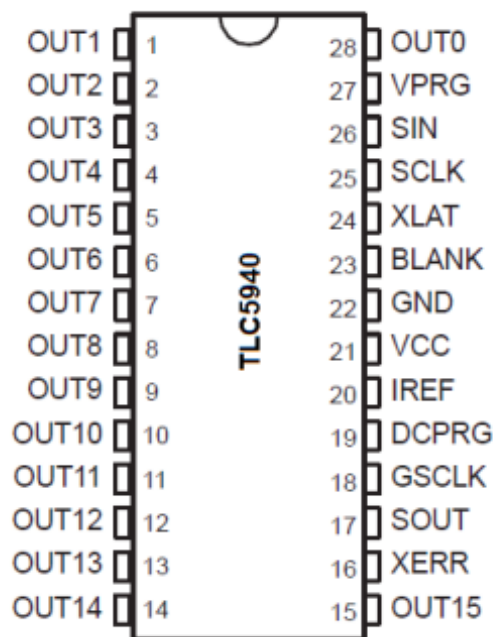 OUT1 1 28 OUT0
OUT2 2 27 VPRG
OUT3 3 26 SIN
OUT4 4 25 SCLK
OUT5 5 24 XLAT
OUT6 6 23 BLANK
OUT7 7 22 GND
OUT8 8 21 VCC
OUT9 9 20 IREF
OUT10 10 19 DCPRG
OUT11 11 18 GSCLK
OUT12 12 17 SOUT
OUT13 13 16 XERR
OUT14 14 15 OUT15
TLC5940